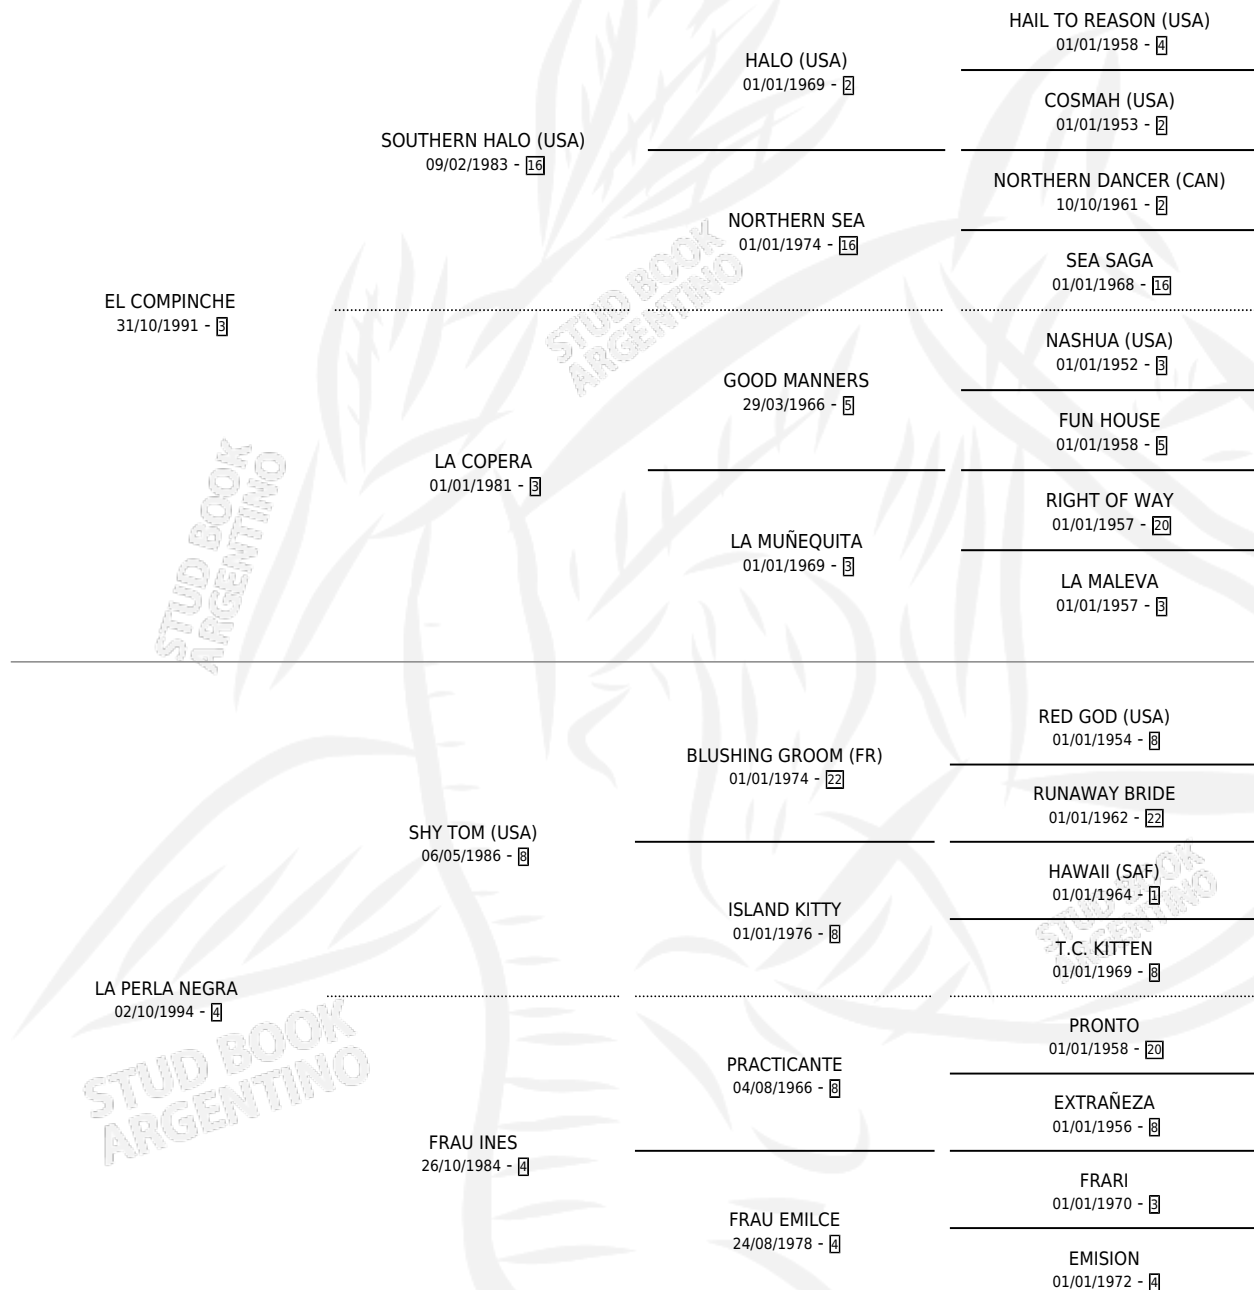 HAIL TO REASON (USA)
01/01/1958 - 4
HALO (USA)
01/01/1969 - 2
COSMAH (USA)
01/01/1953 - 2
SOUTHERN HALO (USA)
09/02/1983 - 16
NORTHERN DANCER (CAN)
10/10/1961 - 2
NORTHERN SEA
01/01/1974 - 16
SEA SAGA
01/01/1968 - 16
EL COMPINCHE
31/10/1991 - 3
NASHUA (USA)
01/01/1952 - 3
GOOD MANNERS
29/03/1966 - 5
FUN HOUSE
01/01/1958 - 5
LA COPERA
01/01/1981 - 3
RIGHT OF WAY
01/01/1957 - 20
LA MUÑEQUITA
01/01/1969 - 3
LA MALEVA
01/01/1957 - 3
RED GOD (USA)
01/01/1954 - 8
BLUSHING GROOM (FR)
01/01/1974 - 22
RUNAWAY BRIDE
01/01/1962 - 22
SHY TOM (USA)
06/05/1986 - 8
HAWAII (SAF)
01/01/1964 - 1
ISLAND KITTY
01/01/1976 - 8
T.C. KITTEN
01/01/1969 - 8
LA PERLA NEGRA
02/10/1994 - 4
PRONTO
01/01/1958 - 20
PRACTICANTE
04/08/1966 - 8
EXTRAÑEZA
01/01/1956 - 8
FRAU INES
26/10/1984 - 4
FRARI
01/01/1970 - 3
FRAU EMILCE
24/08/1978 - 4
EMISION
01/01/1972 - 4
STUD BOOK
ARGENTINO
STUD BOOK
ARGENTINO
STUD BOOK
ARGENTINO
STUD BOOK
ARGENTINO